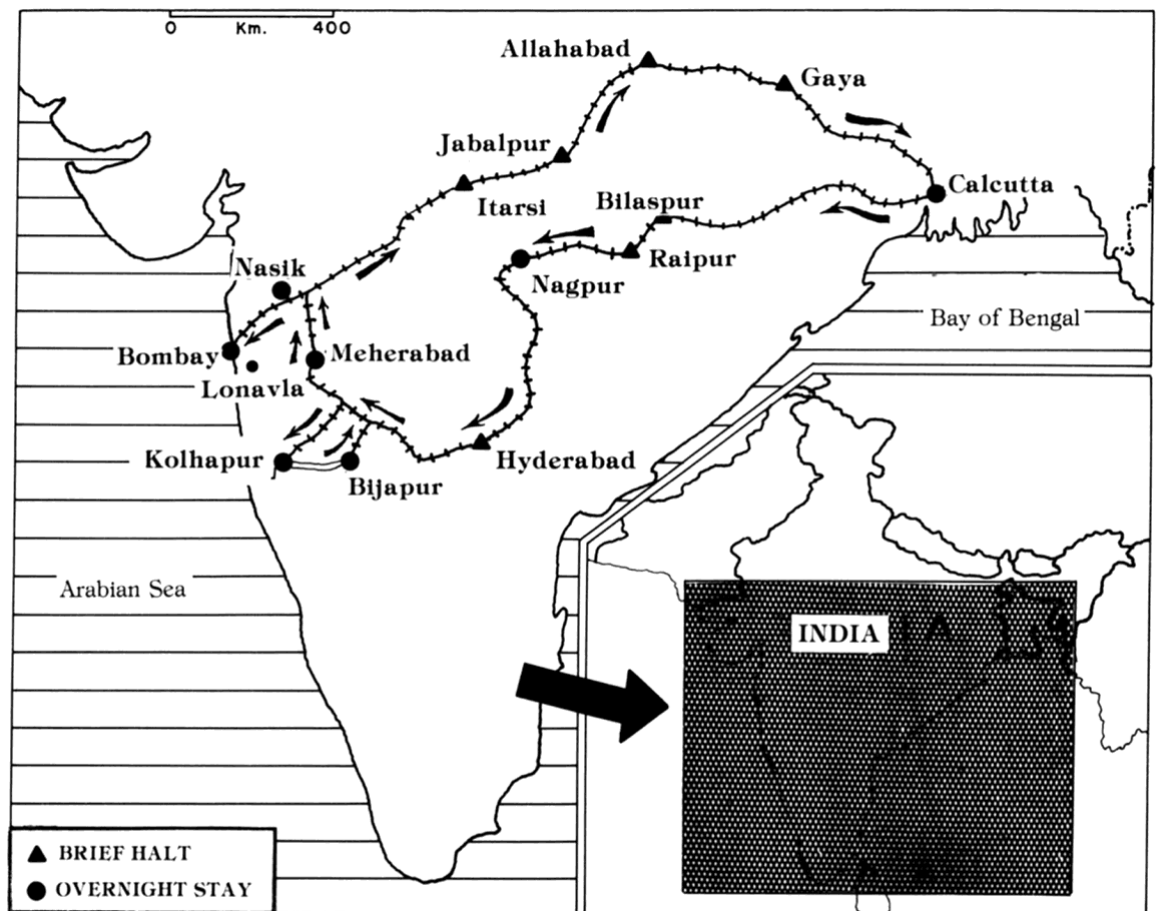 0 Km. 400
Allahabad
Gaya
Jabalpur
Calcutta
Itarsi
Bilaspur
Raipur
Nasik
Nagpur
Bay of Bengal
Bombay
Meherabad
Lonavla
Kolhapur
Hyderabad
Bijapur
Arabian Sea
INDIA
BRIEF HALT
OVERNIGHT STAY